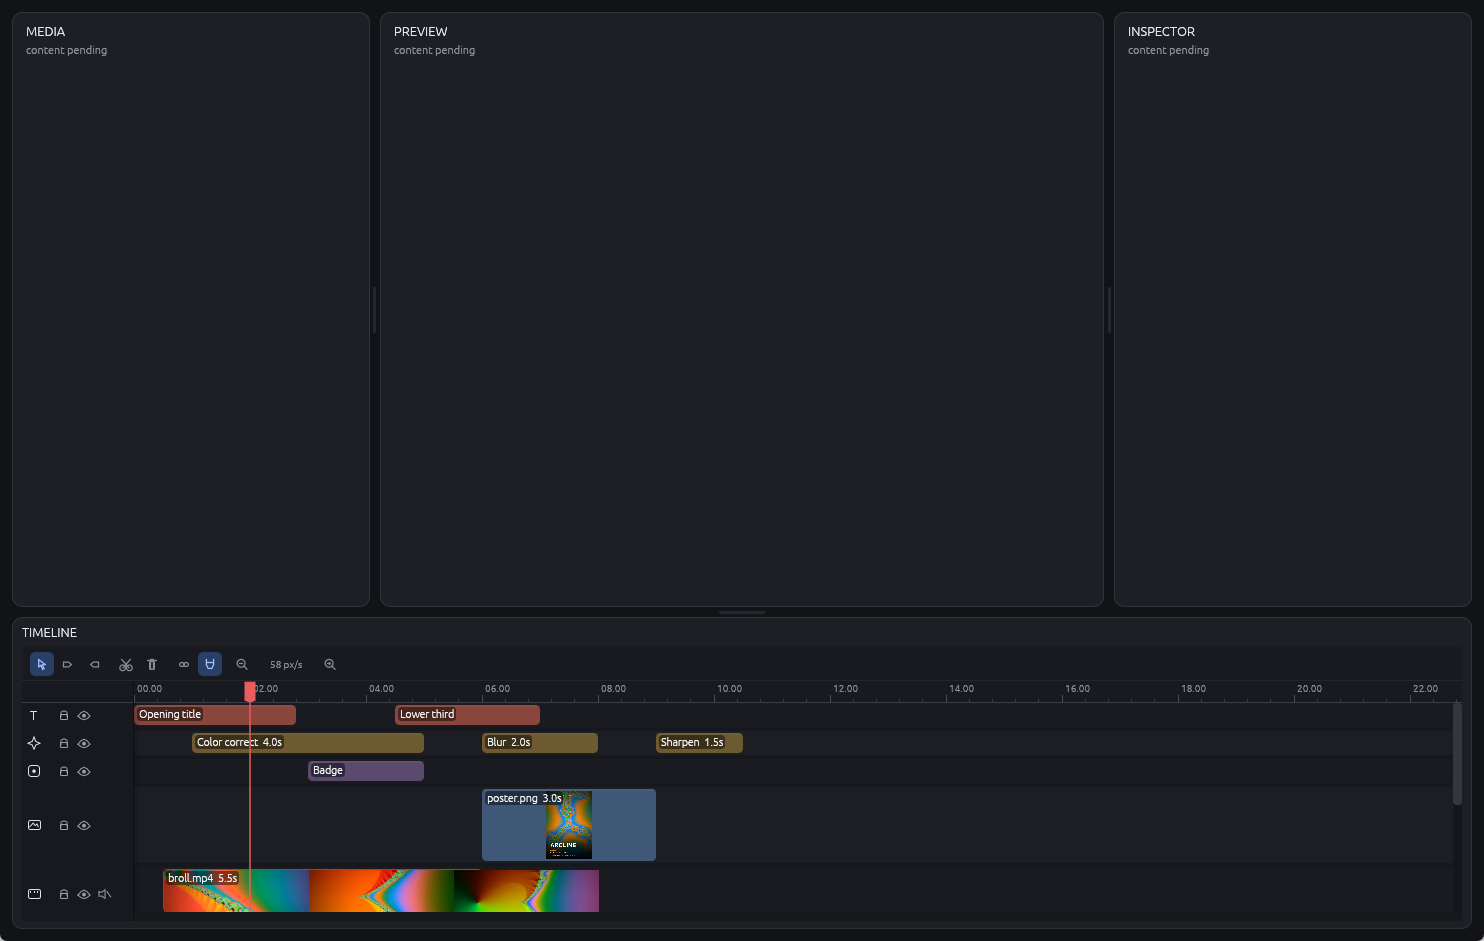 MEDIA
content pending
PREVIEW
content pending
INSPECTOR
content pending
TIMELINE
58 px/s
00.00 02.00 04.00 06.00 08.00 10.00 12.00 14.00 16.00 18.00 20.00 22.00
T
Opening title
Lower third
Color correct 4.0s
Blur 2.0s
Sharpen 1.5s
Badge
poster.png 3.0s
ARCLINE
broll.mp4 5.5s